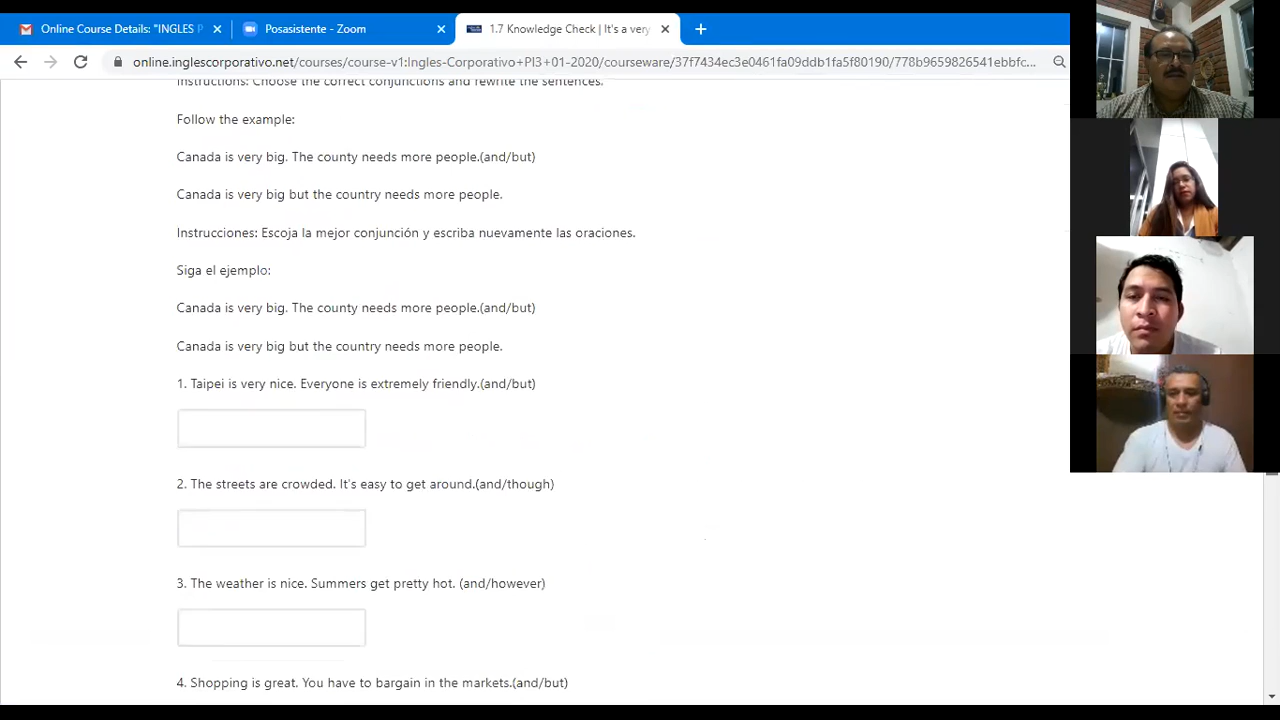 Online Course Details: "INGLES P
Posasistente - Zoom
1.7 Knowledge Check | It's a very
online.inglescorporativo.net/courses/course-v1:Ingles-Corporativo+PI3+01-2020/courseware/37f7434ec3e0461fa09ddb1fa5f80190/778b9659826541ebbfc...
Instructions: Choose the correct conjunctions and rewrite the sentences.
Follow the example:
Canada is very big. The county needs more people.(and/but)
Canada is very big but the country needs more people.
Instrucciones: Escoja la mejor conjunción y escriba nuevamente las oraciones.
Siga el ejemplo:
Canada is very big. The county needs more people.(and/but)
Canada is very big but the country needs more people.
1. Taipei is very nice. Everyone is extremely friendly.(and/but)
2. The streets are crowded. It's easy to get around.(and/though)
3. The weather is nice. Summers get pretty hot. (and/however)
4. Shopping is great. You have to bargain in the markets.(and/but)